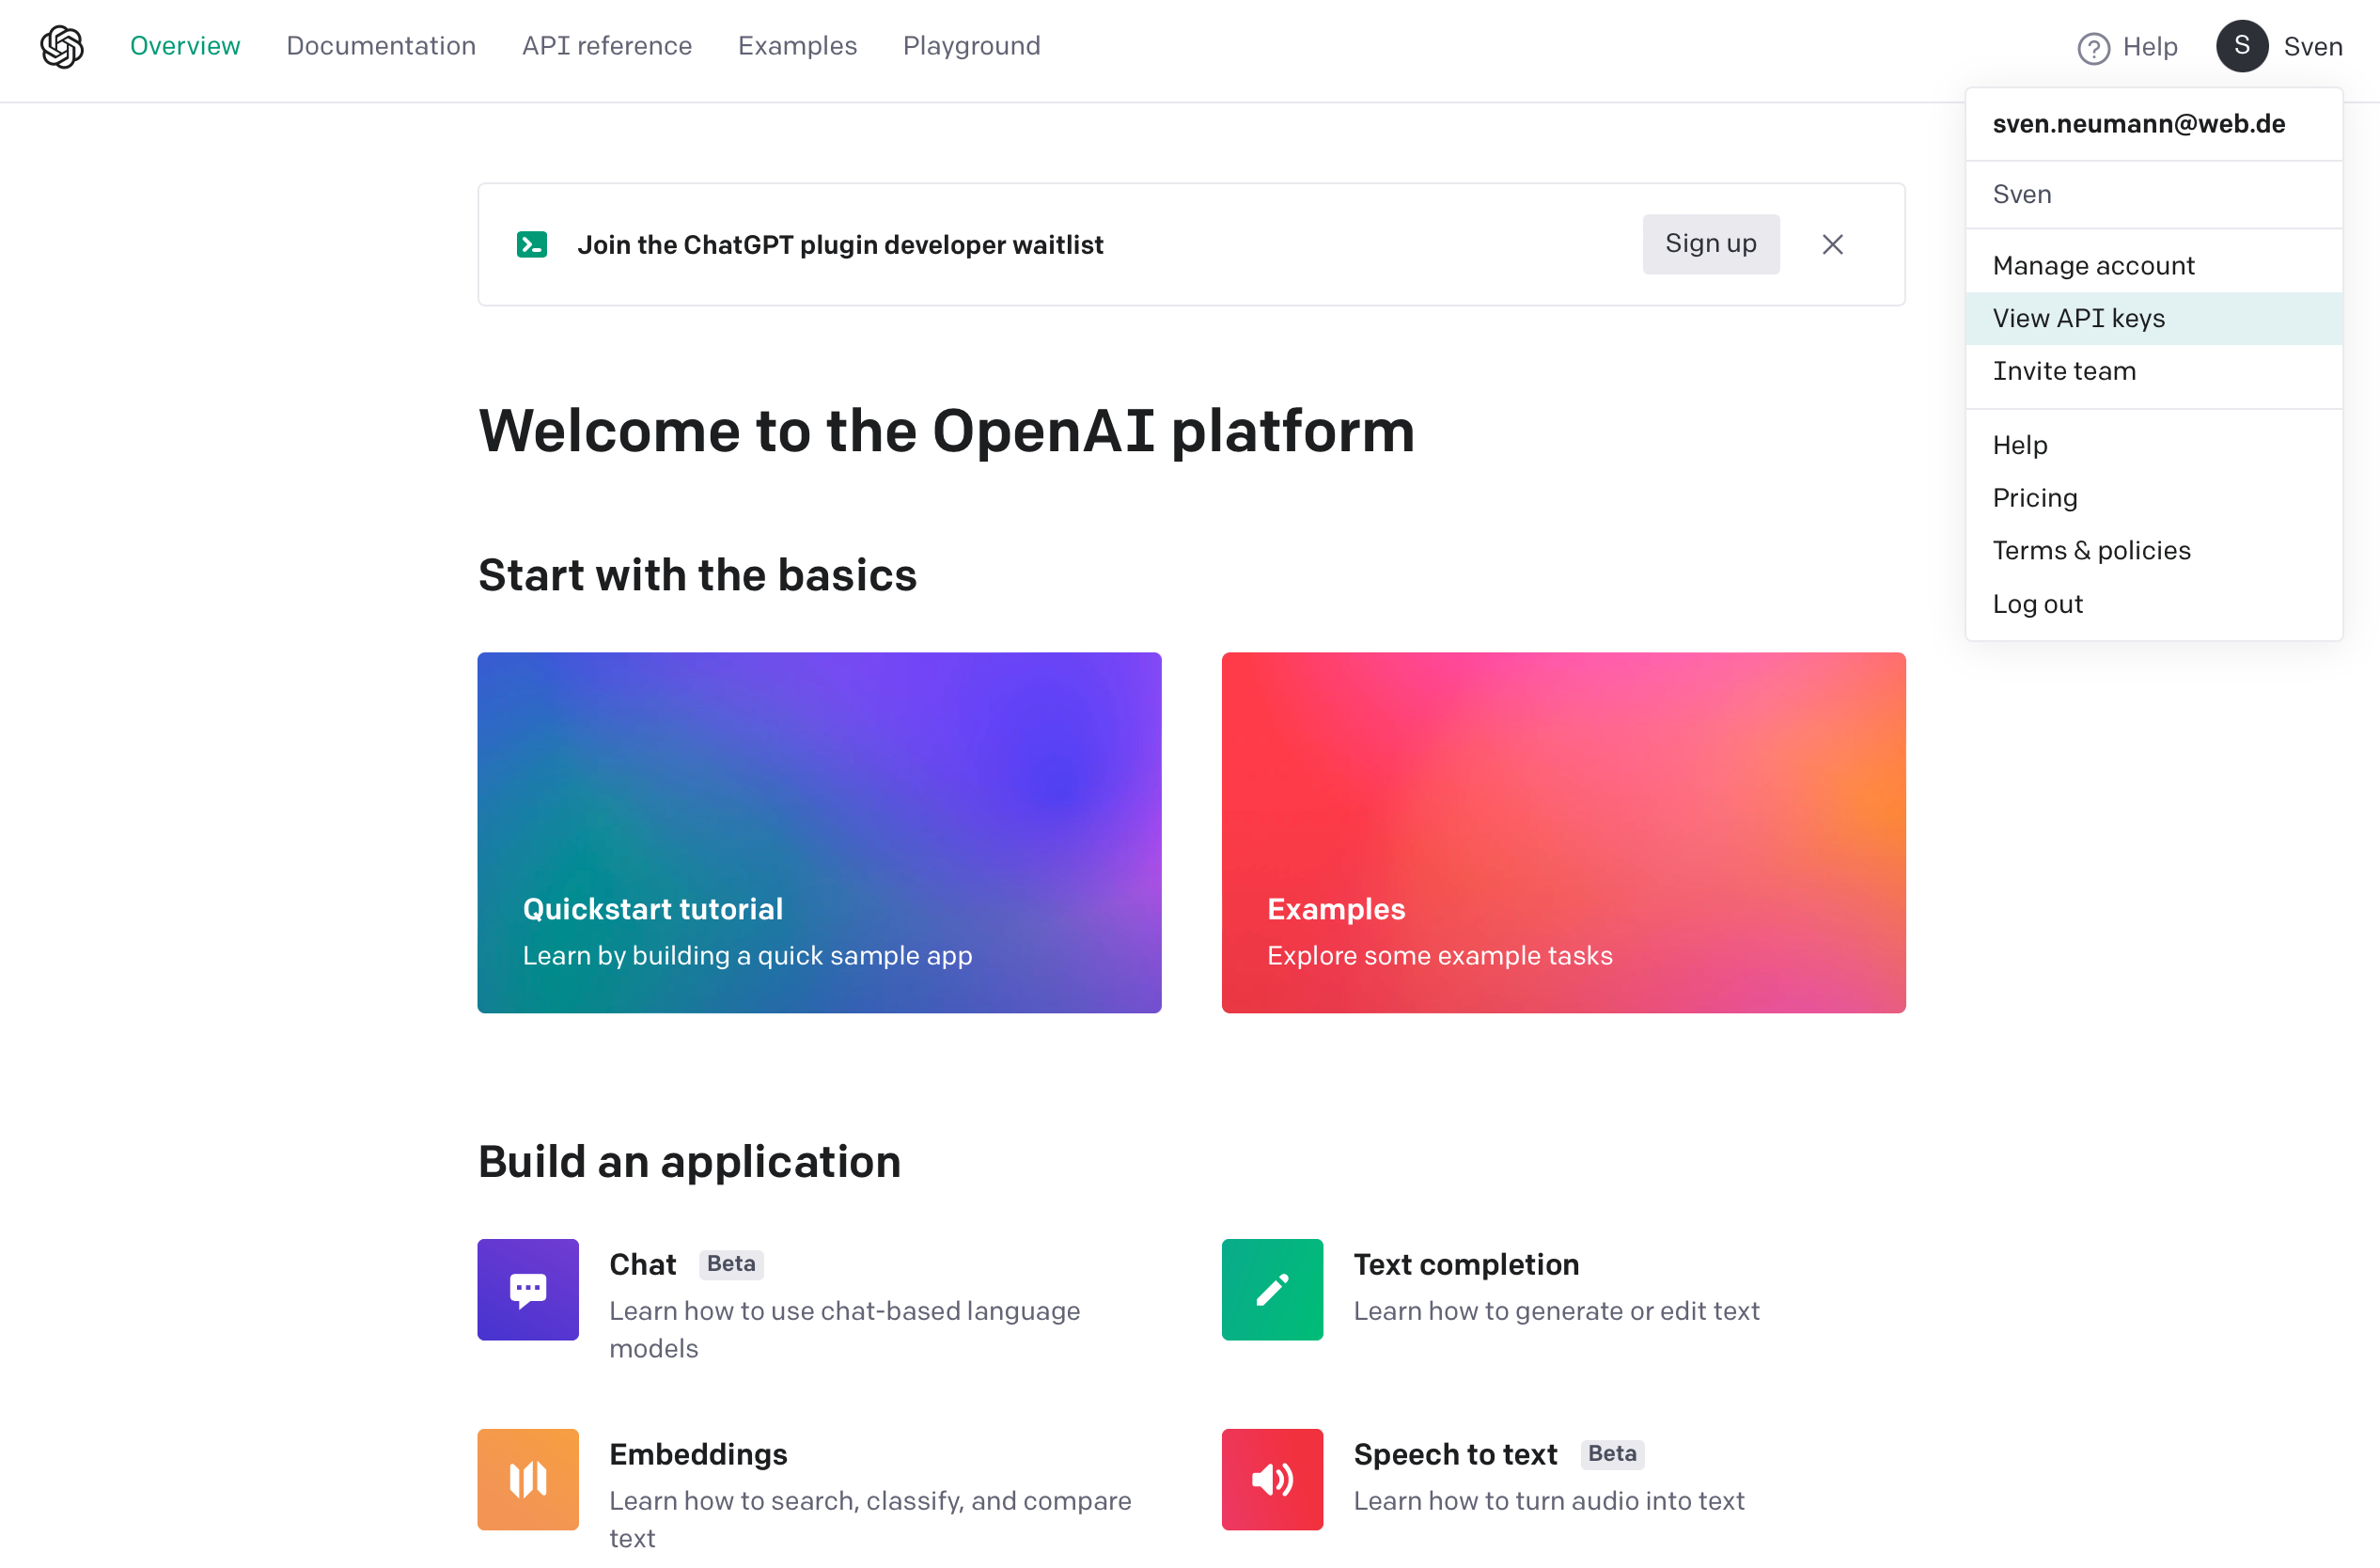 Overview Documentation API reference Examples Playground Help S Sven
sven.neumann@web.de
Sven
Manage account
View API keys
Invite team
Help
Pricing
Terms & policies
Log out
Join the ChatGPT plugin developer waitlist Sign up
Welcome to the OpenAI platform
Start with the basics
Quickstart tutorial
Learn by building a quick sample app
Examples
Explore some example tasks
Build an application
Chat Beta
Learn how to use chat-based language
models
Text completion
Learn how to generate or edit text
Embeddings
Learn how to search, classify, and compare
text
Speech to text Beta
Learn how to turn audio into text